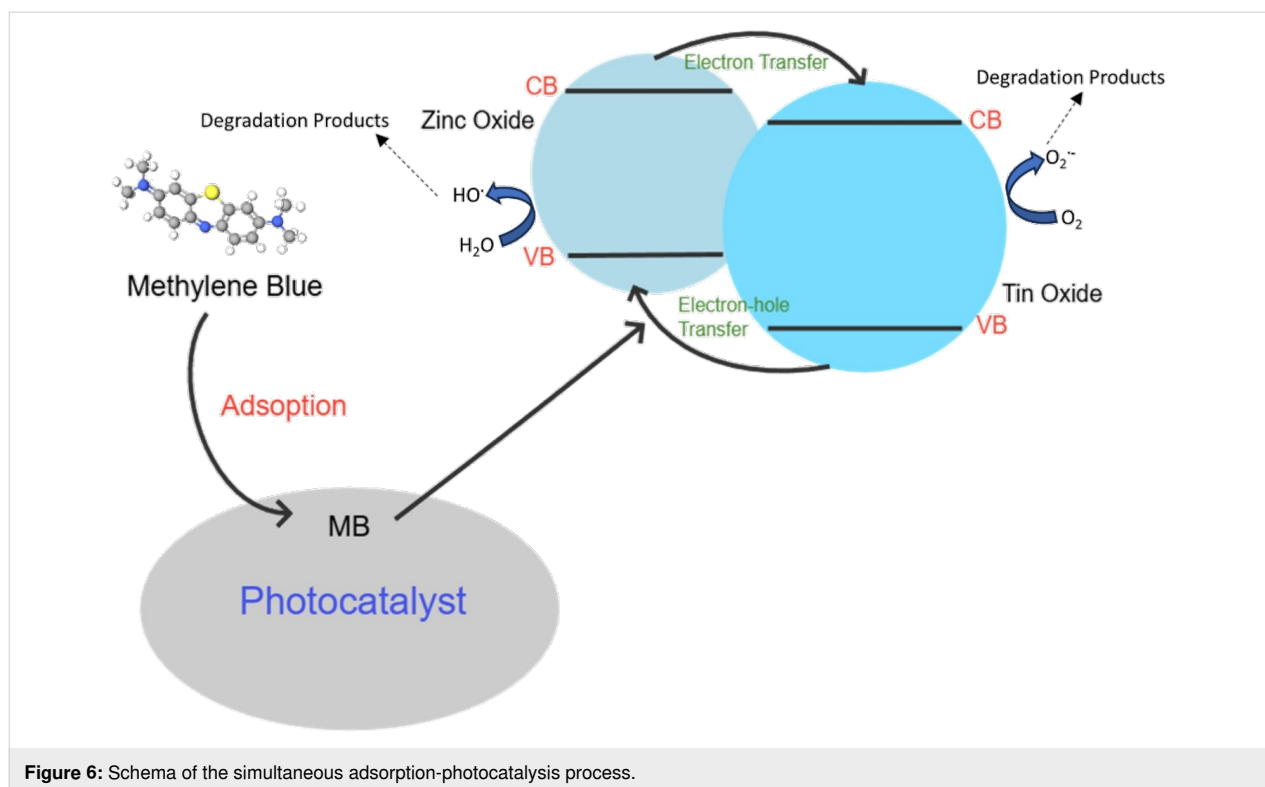 Electron Transfer
Degradation Products
CB
Zinc Oxide
Degradation Products
CB
O₂˙⁻
HO˙
O₂
H₂O
VB
Methylene Blue
Electron-hole
Transfer
Tin Oxide
VB
Adsoption
MB
Photocatalyst
Figure 6: Schema of the simultaneous adsorption-photocatalysis process.